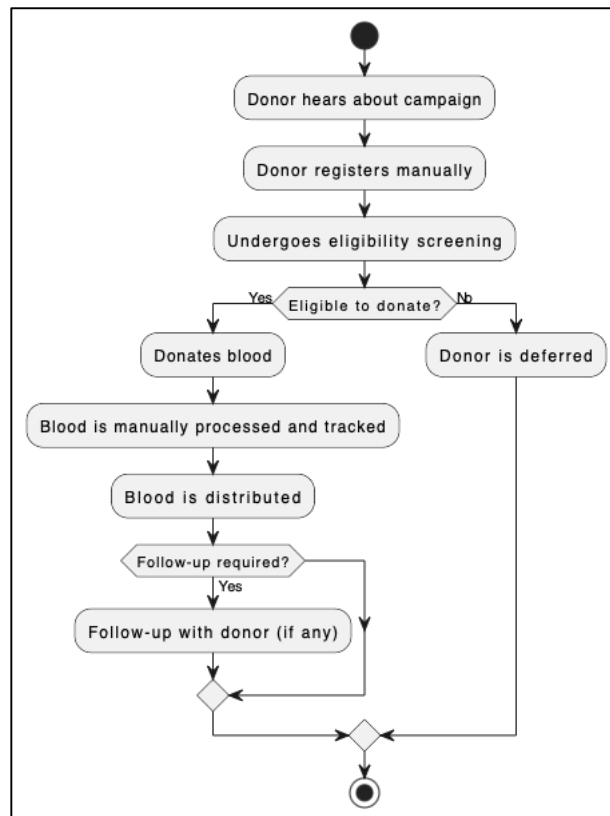 Donor hears about campaign
Donor registers manually
Undergoes eligibility screening
Yes
Eligible to donate?
No
Donates blood
Donor is deferred
Blood is manually processed and tracked
Blood is distributed
Follow-up required?
Yes
Follow-up with donor (if any)